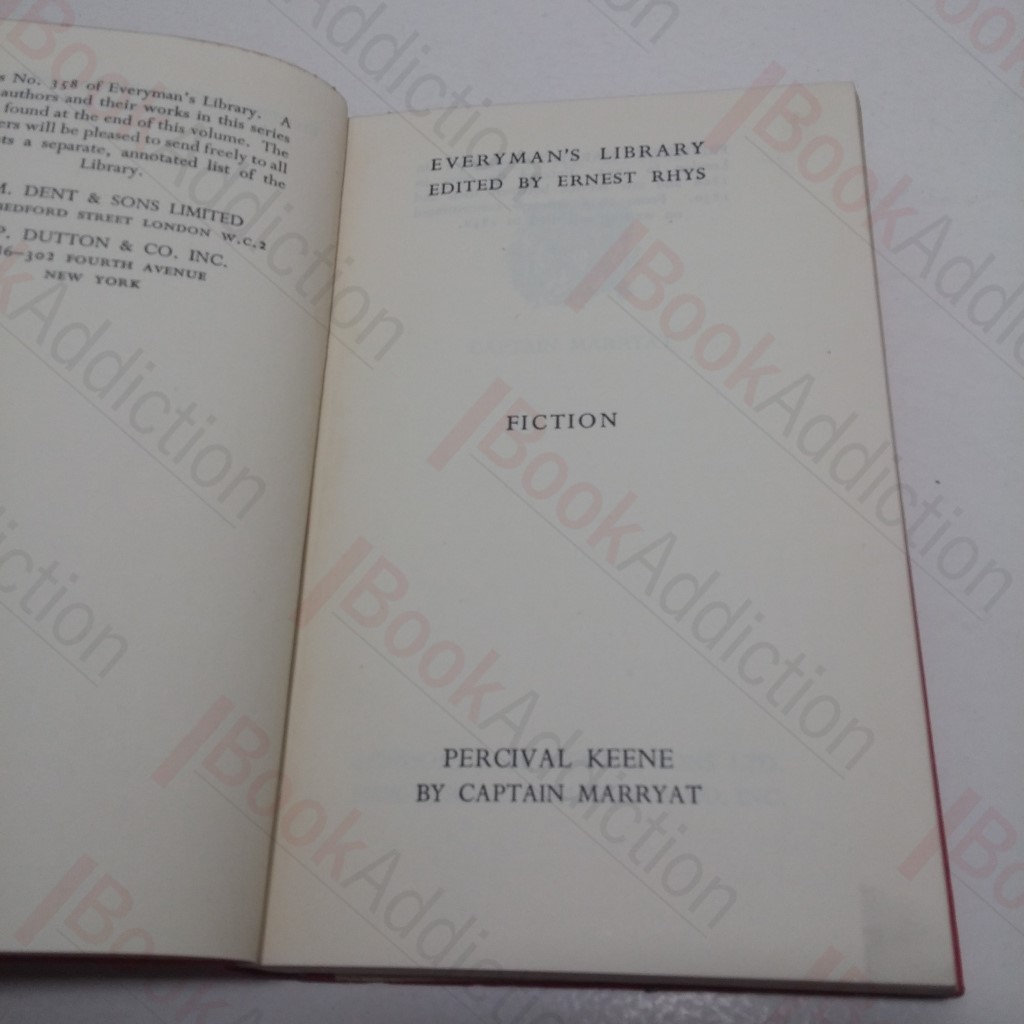 No. 358 of Everyman's Library. A
authors and their works in this series
found at the end of this volume. The
will be pleased to send freely to all
a separate, annotated list of the
Library.
M. DENT & SONS LIMITED
BEDFORD STREET LONDON W.C.2
P. DUTTON & CO. INC.
302 FOURTH AVENUE
NEW YORK
EVERYMAN'S LIBRARY
EDITED BY ERNEST RHYS
FICTION
PERCIVAL KEENE
BY CAPTAIN MARRYAT
BookAddiction